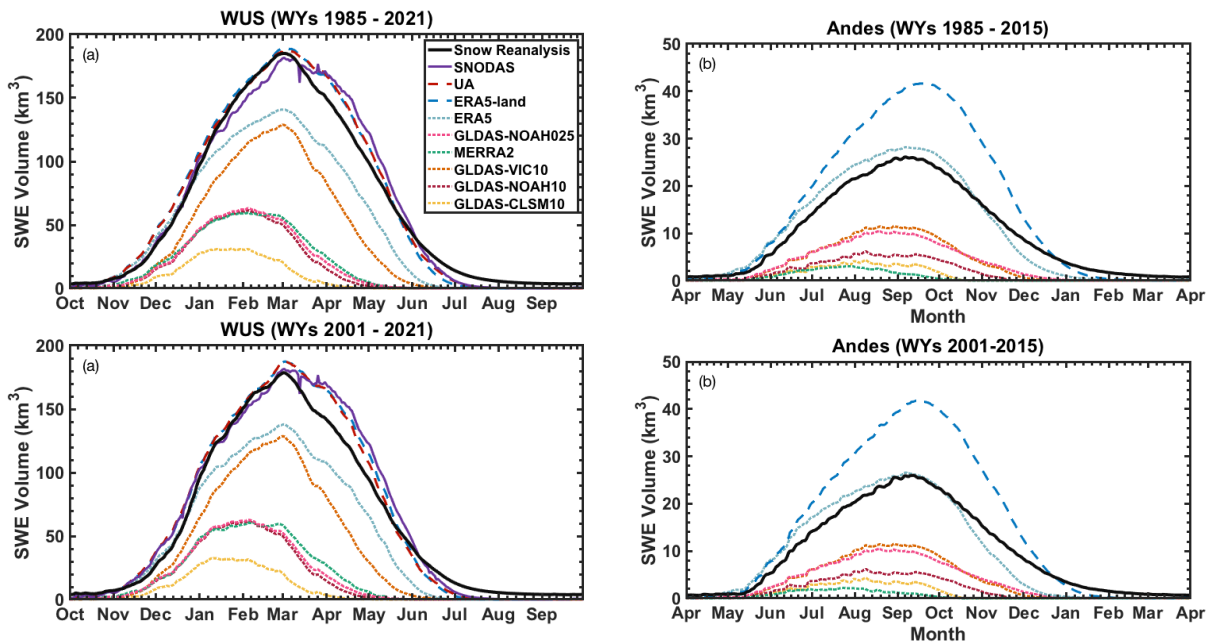 WUS (WYs 1985 - 2021)
(a)
SWE Volume (km³)
200
150
100
50
0
Oct Nov Dec Jan Feb Mar Apr May Jun Jul Aug Sep
Snow Reanalysis
SNODAS
UA
ERA5-land
ERA5
GLDAS-NOAH025
MERRA2
GLDAS-VIC10
GLDAS-NOAH10
GLDAS-CLSM10
Andes (WYs 1985 - 2015)
(b)
SWE Volume (km³)
50
40
30
20
10
0
Apr May Jun Jul Aug Sep Oct Nov Dec Jan Feb Mar Apr
Month
WUS (WYs 2001 - 2021)
(a)
SWE Volume (km³)
200
150
100
50
0
Oct Nov Dec Jan Feb Mar Apr May Jun Jul Aug Sep
Andes (WYs 2001-2015)
(b)
SWE Volume (km³)
50
40
30
20
10
0
Apr May Jun Jul Aug Sep Oct Nov Dec Jan Feb Mar Apr
Month